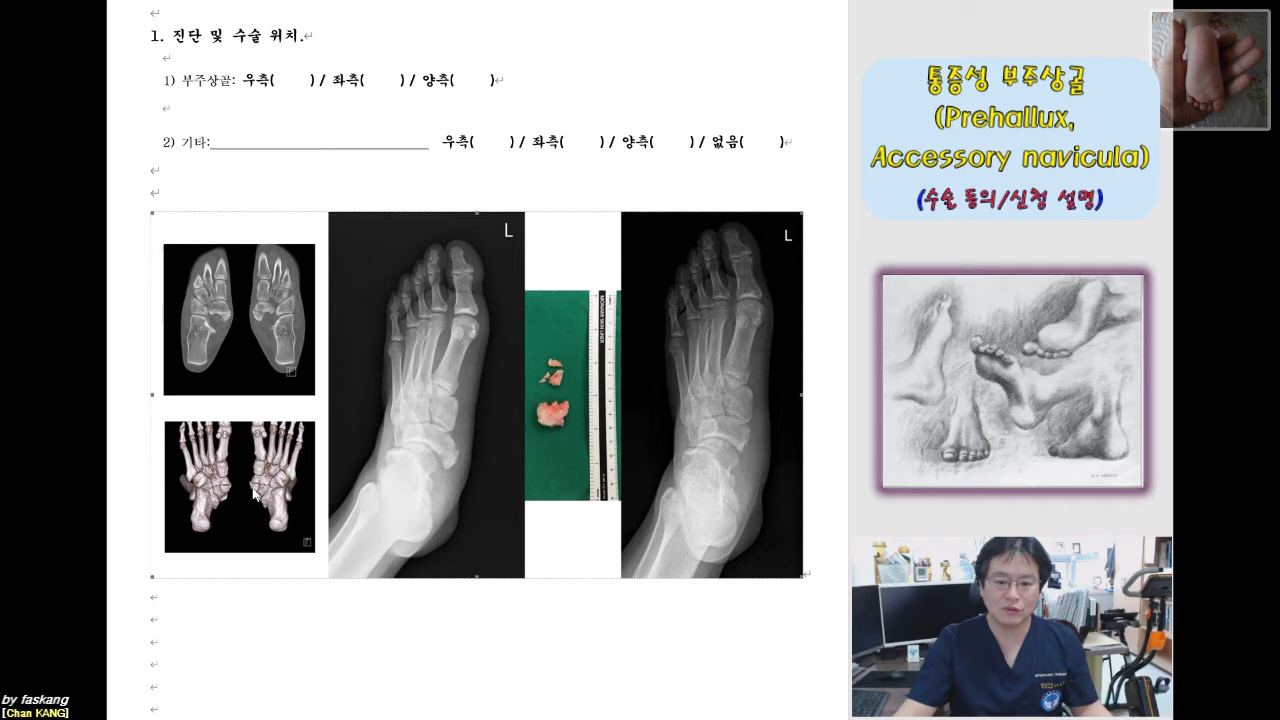 1. 진단 및 수술 위치.
1) 부주상골: 우측( ) / 좌측( ) / 양측( )
2) 기타:______________________________ 우측( ) / 좌측( ) / 양측( ) / 없음( )
L
L
통증성 부주상골
(Prehallux,
Accessory navicula)
(수술 동의/신청 설명)
by faskang
[Chan KANG]